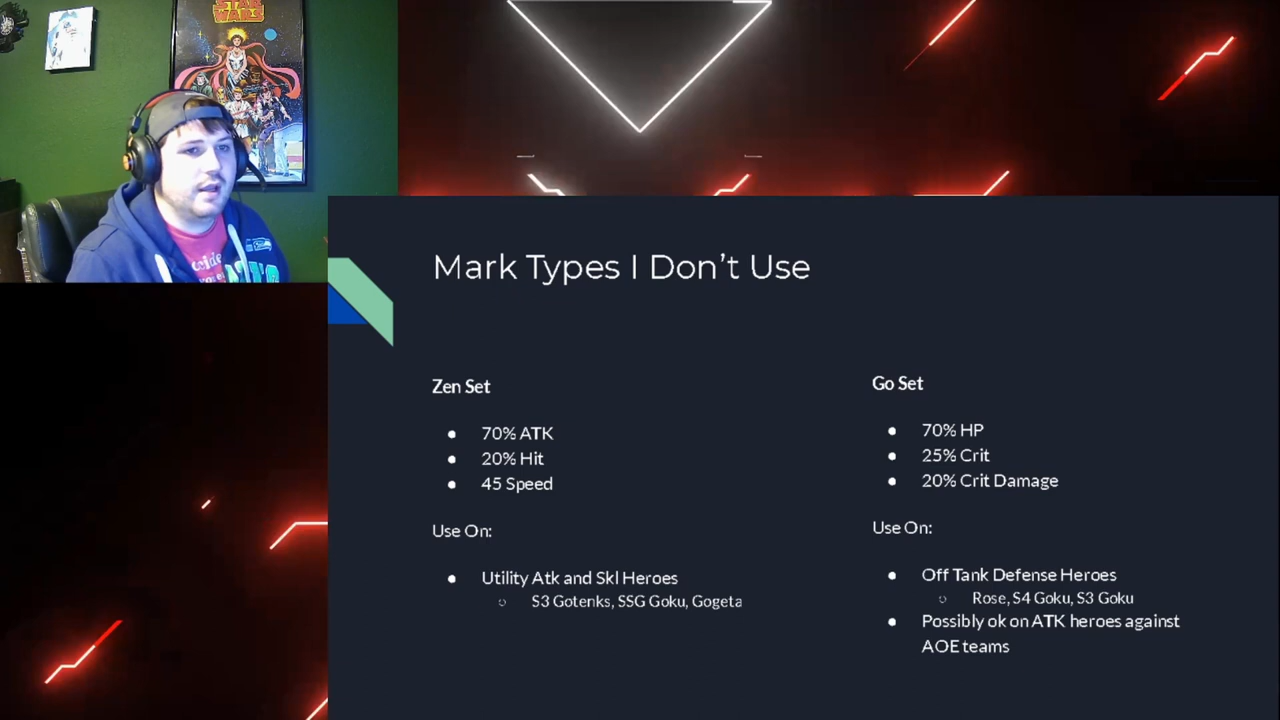 STAR
WARS
Mark Types I Don't Use
Zen Set
70% ATK
20% Hit
45 Speed
Use On:
Utility Atk and Skl Heroes
S3 Gotenks, SSG Goku, Gogeta
Go Set
70% HP
25% Crit
20% Crit Damage
Use On:
Off Tank Defense Heroes
Rose, S4 Goku, S3 Goku
Possibly ok on ATK heroes against
AOE teams